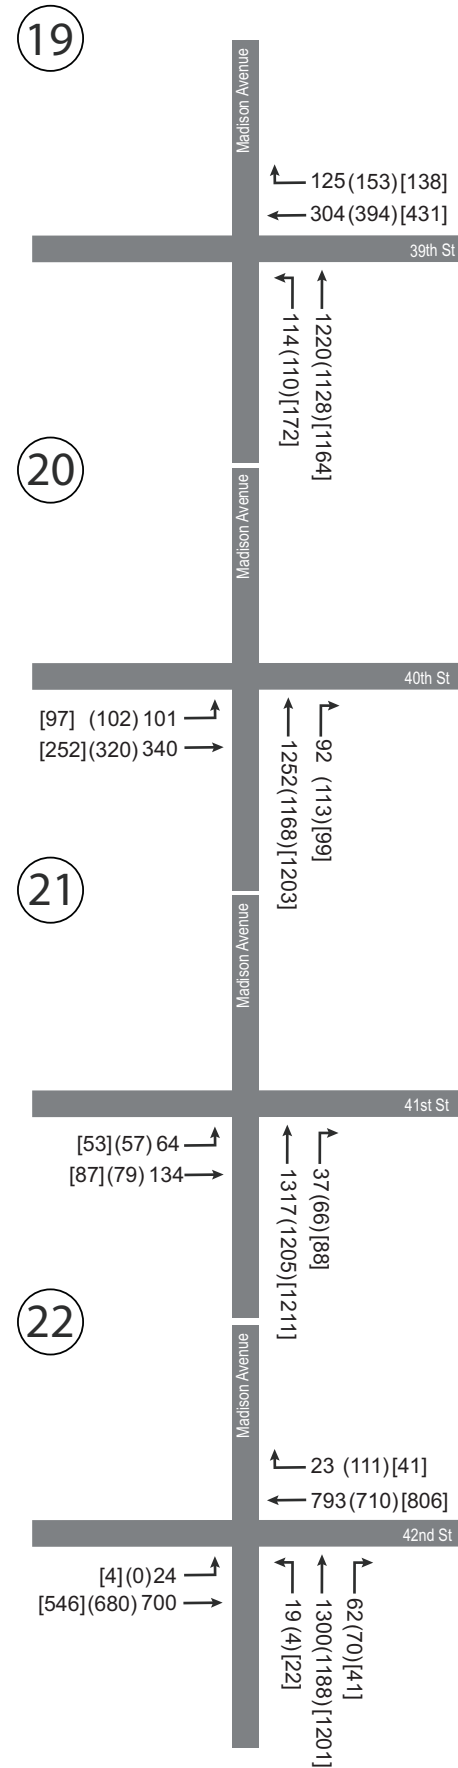 19
Madison Avenue
125 (153) [138]
304 (394) [431]
39th St
114 (110) [172]
1220 (1128) [1164]
20
Madison Avenue
40th St
[97] (102) 101
[252] (320) 340
1252 (1168) [1203]
92 (113) [99]
21
Madison Avenue
41st St
[53] (57) 64
[87] (79) 134
1317 (1205) [1211]
37 (66) [88]
22
Madison Avenue
23 (111) [41]
793 (710) [806]
42nd St
[4] (0) 24
[546] (680) 700
19 (4) [22]
1300 (1188) [1201]
62 (70) [41]